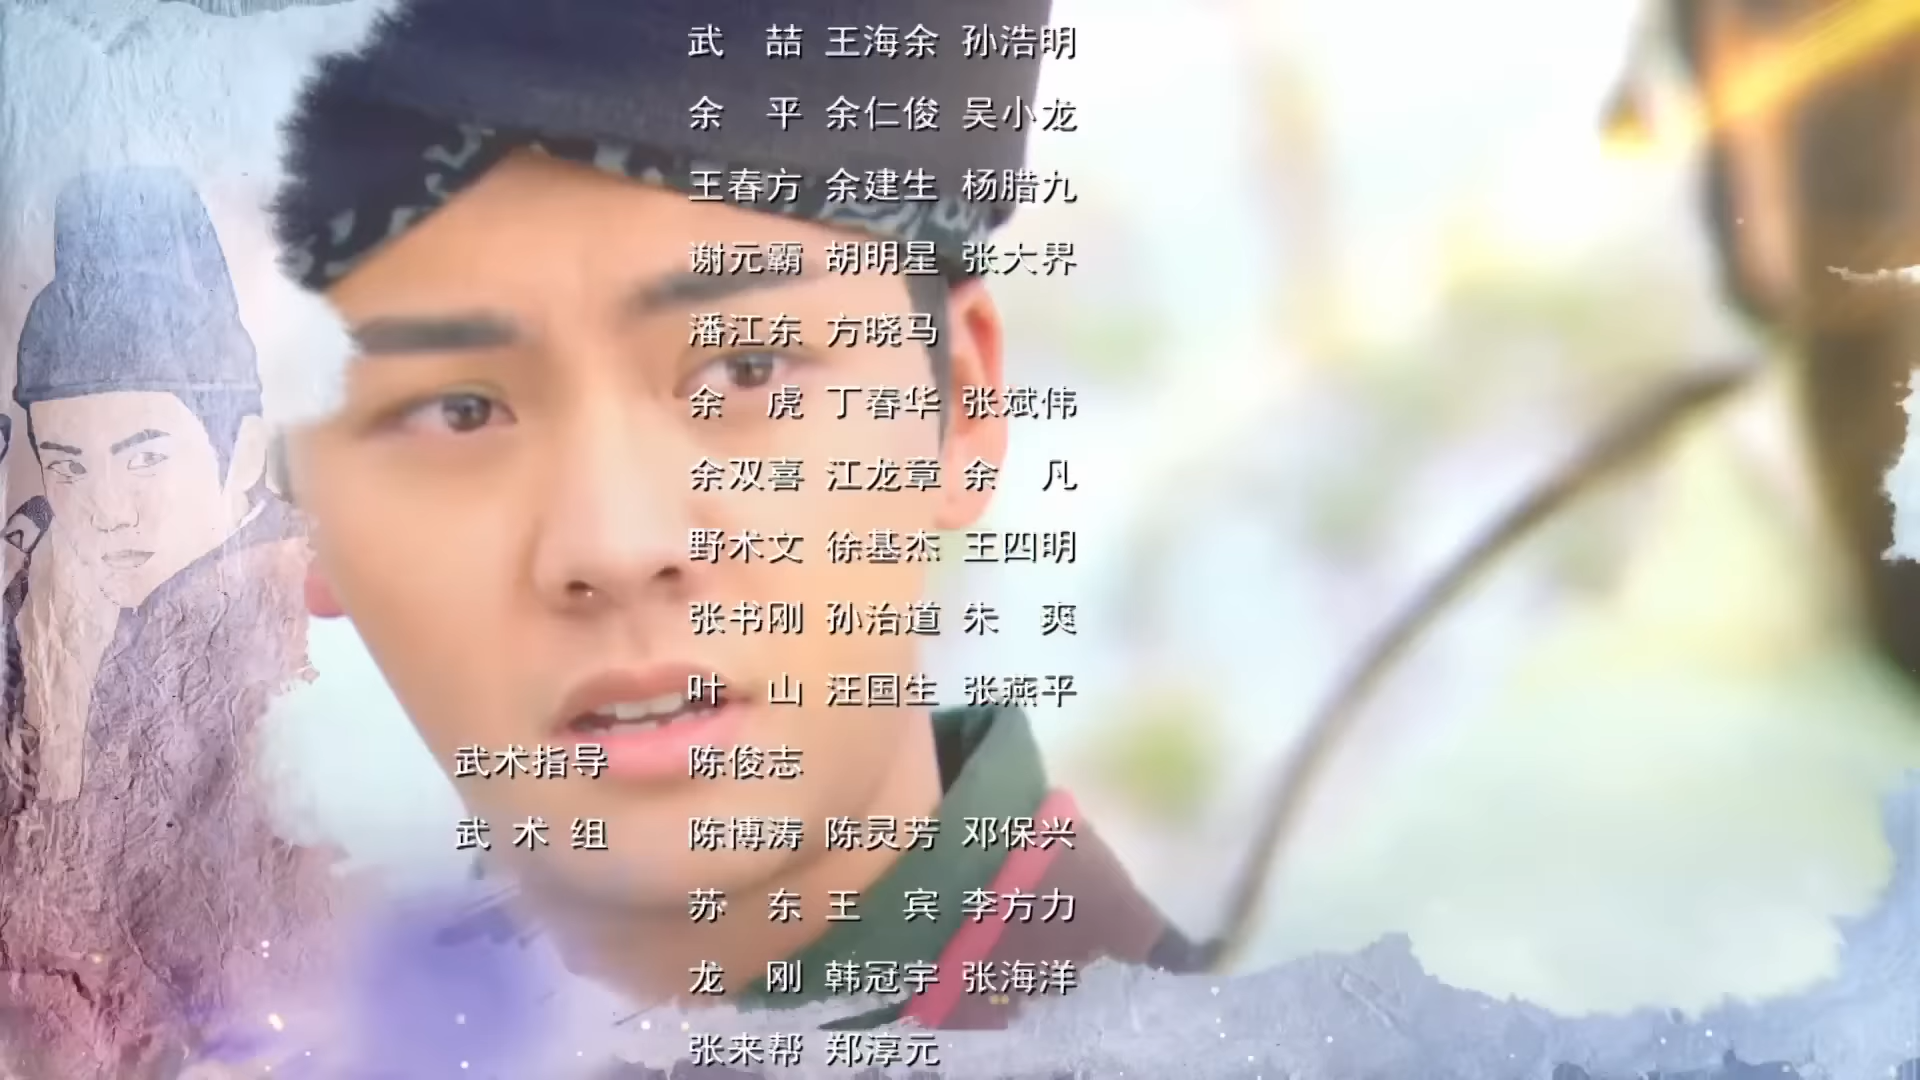 武　喆 王海余 孙浩明
余　平 余仁俊 吴小龙
王春方 余建生 杨腊九
谢元霸 胡明星 张大界
潘江东 方晓马
余　虎 丁春华 张斌伟
余双喜 江龙章 余　凡
野术文 徐基杰 王四明
张书刚 孙治道 朱　爽
叶　山 汪国生 张燕平
武术指导 陈俊志
武 术 组 陈博涛 陈灵芳 邓保兴
苏　东 王　宾 李方力
龙　刚 韩冠宇 张海洋
张来帮 郑淳元